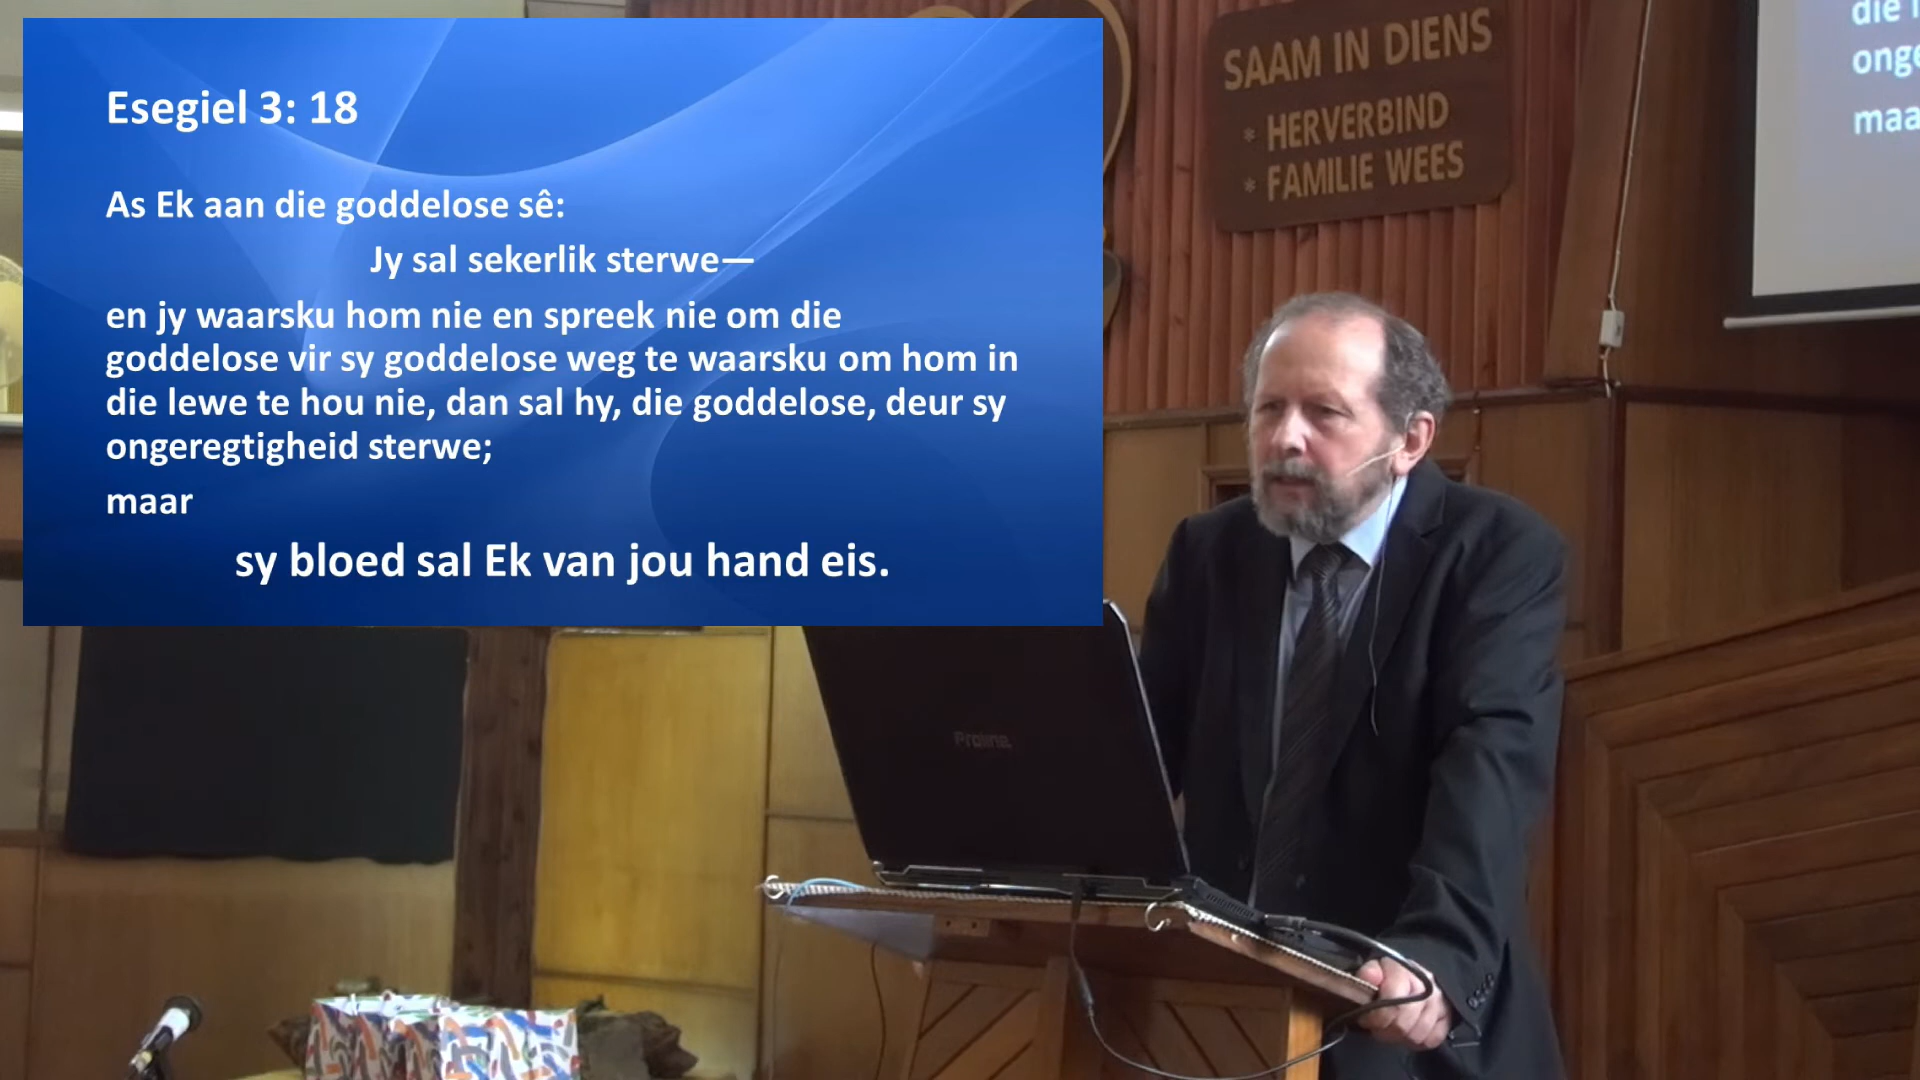 Esegiel 3: 18
As Ek aan die goddelose sê:
Jy sal sekerlik sterwe—
en jy waarsku hom nie en spreek nie om die
goddelose vir sy goddelose weg te waarsku om hom in
die lewe te hou nie, dan sal hy, die goddelose, deur sy
ongeregtigheid sterwe;
maar
sy bloed sal Ek van jou hand eis.
SAAM IN DIENS
* HERVERBIND
* FAMILIE WEES
die
maa
Proline